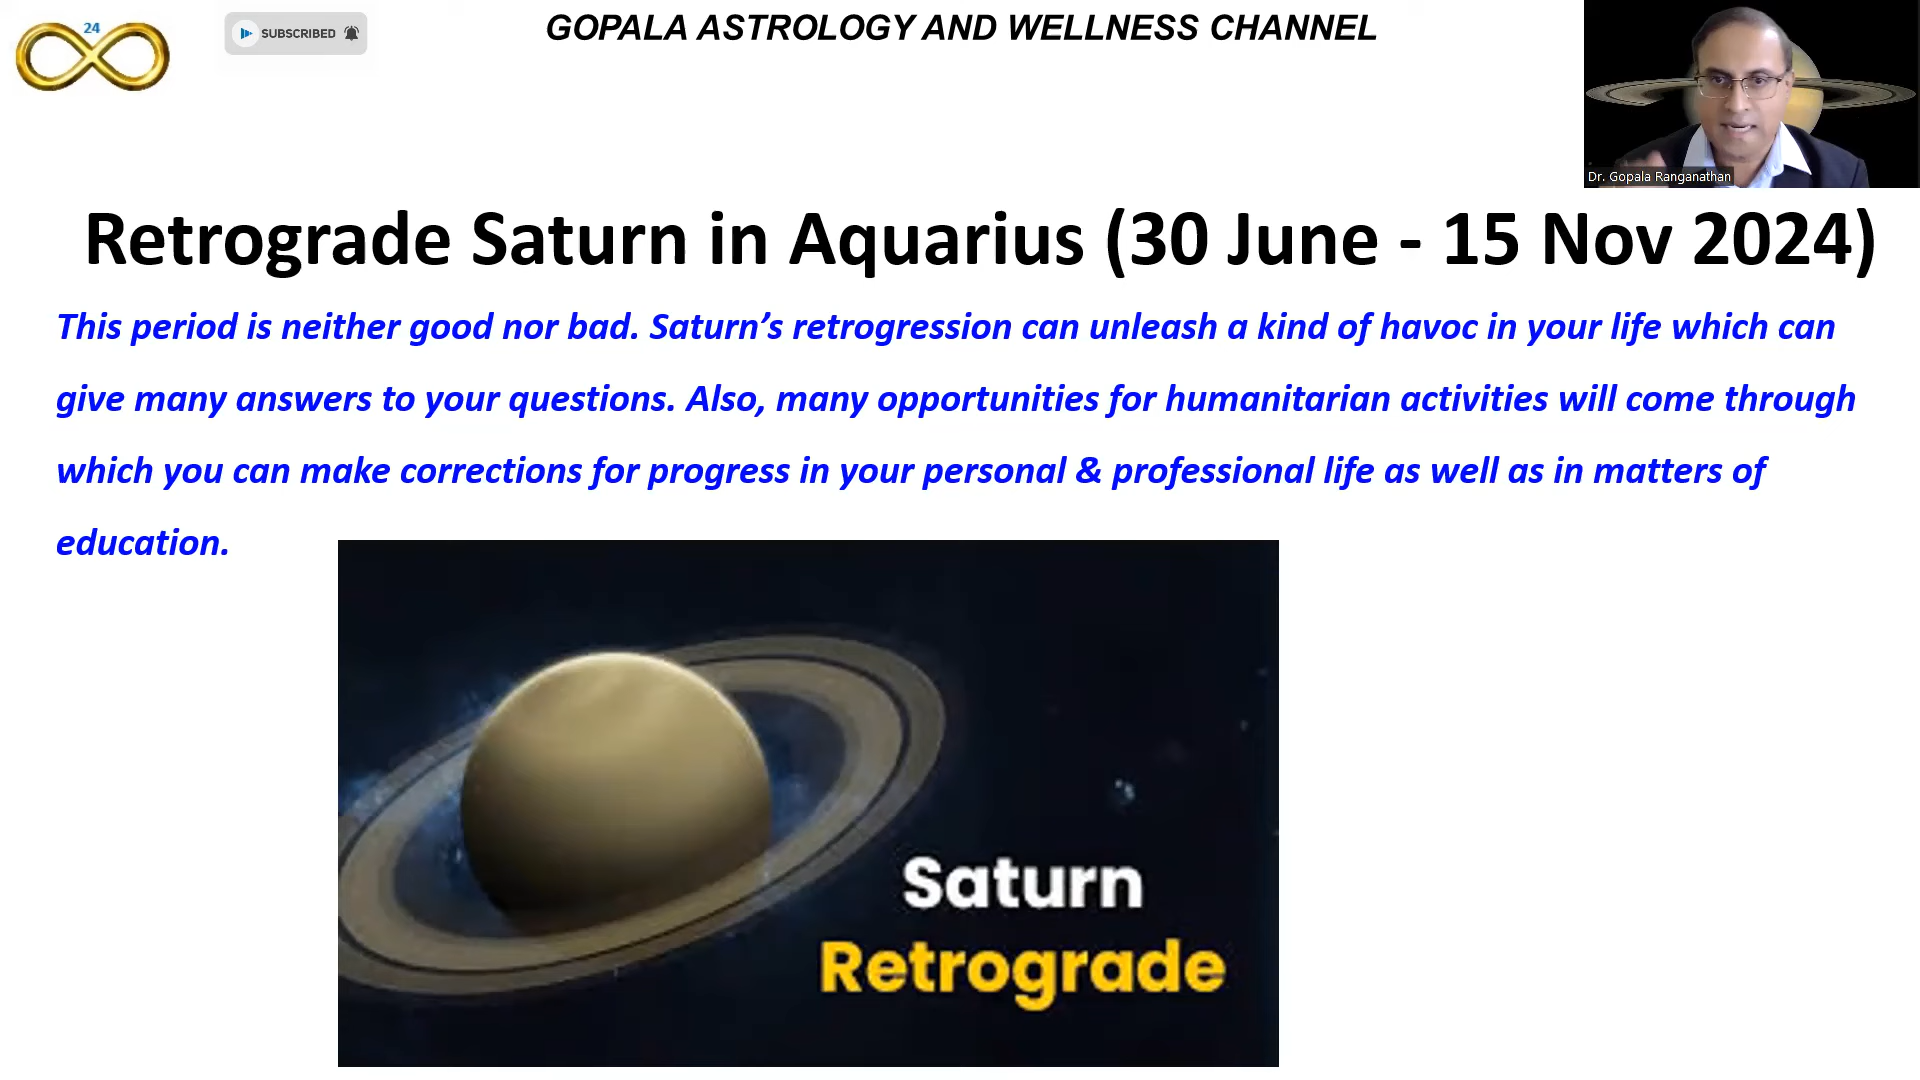 24
SUBSCRIBED
GOPALA ASTROLOGY AND WELLNESS CHANNEL
Dr. Gopala Ranganathan
Retrograde Saturn in Aquarius (30 June - 15 Nov 2024)
This period is neither good nor bad. Saturn’s retrogression can unleash a kind of havoc in your life which can
give many answers to your questions. Also, many opportunities for humanitarian activities will come through
which you can make corrections for progress in your personal & professional life as well as in matters of
education.
Saturn
Retrograde